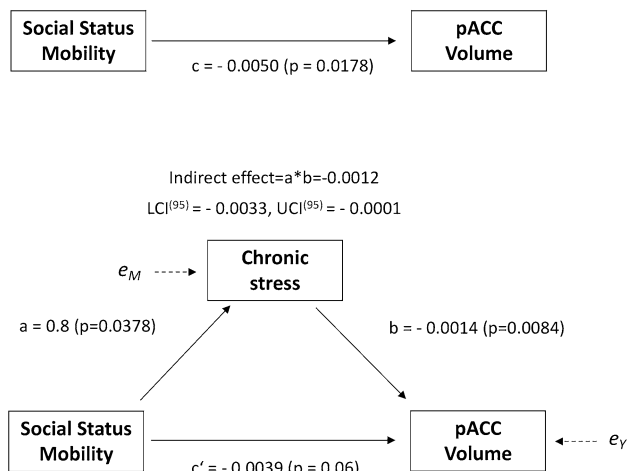 Social Status
Mobility
pACC
Volume
c = - 0.0050 (p = 0.0178)
Indirect effect=a*b=-0.0012
LCI(95) = - 0.0033, UCI(95) = - 0.0001
Chronic
stress
eM
a = 0.8 (p=0.0378)
b = - 0.0014 (p=0.0084)
Social Status
Mobility
pACC
Volume
eY
c‘ = - 0.0039 (p = 0.06)